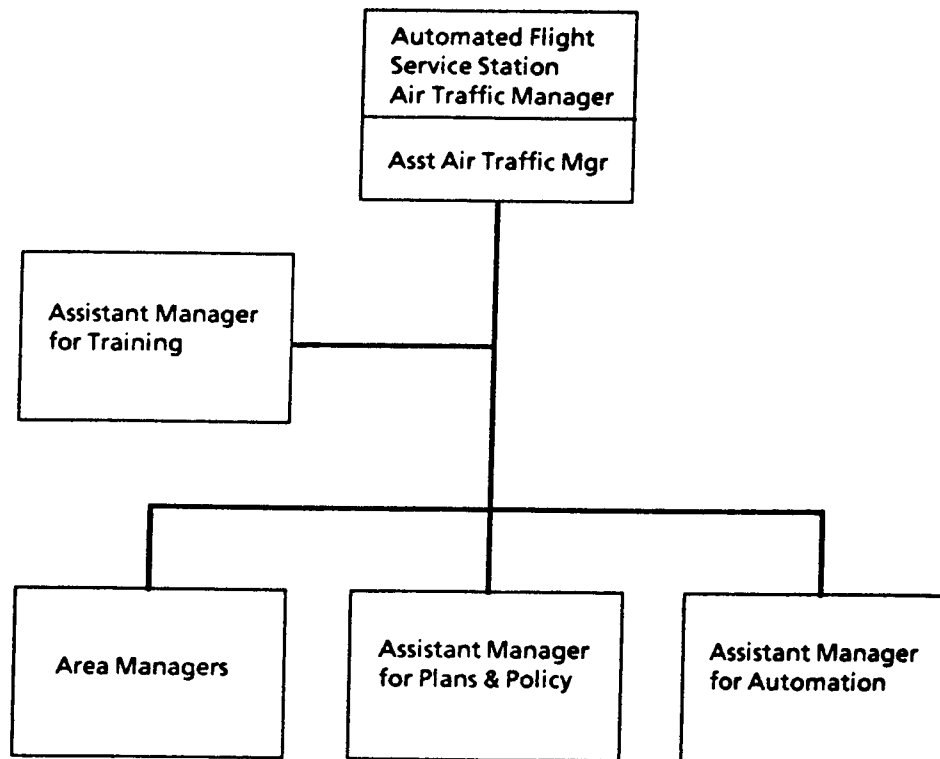 Automated Flight
Service Station
Air Traffic Manager
Asst Air Traffic Mgr
Assistant Manager
for Training
Area Managers
Assistant Manager
for Plans & Policy
Assistant Manager
for Automation